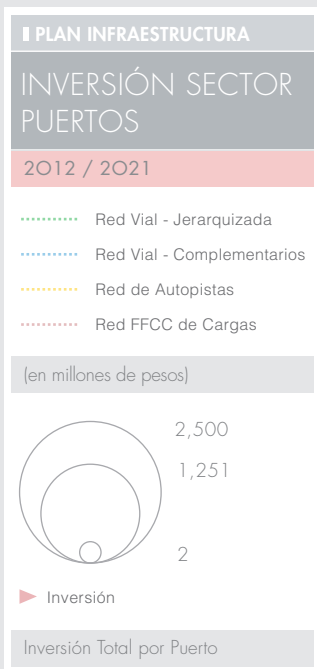 PLAN INFRAESTRUCTURA
INVERSIÓN SECTOR
PUERTOS
2012 / 2021
Red Vial - Jerarquizada
Red Vial - Complementarios
Red de Autopistas
Red FFCC de Cargas
(en millones de pesos)
2,500
1,251
2
Inversión
Inversión Total por Puerto